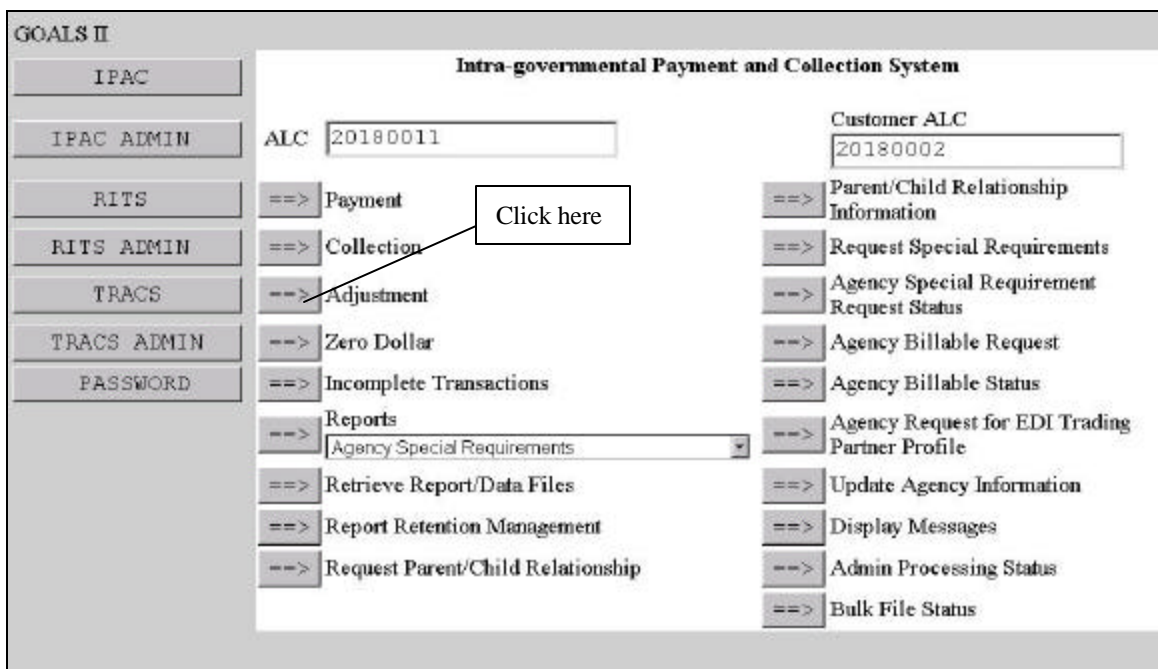 GOALS II
IPAC
IPAC ADMIN
RITS
RITS ADMIN
TRACS
TRACS ADMIN
PASSWORD
Intra-governmental Payment and Collection System
ALC 20180011
Customer ALC
20180002
==> Payment
Click here
==> Collection
==> Adjustment
==> Zero Dollar
==> Incomplete Transactions
==> Reports
Agency Special Requirements
==> Retrieve Report/Data Files
==> Report Retention Management
==> Request Parent/Child Relationship
==> Parent/Child Relationship
Information
==> Request Special Requirements
==> Agency Special Requirement
Request Status
==> Agency Billable Request
==> Agency Billable Status
==> Agency Request for EDI Trading
Partner Profile
==> Update Agency Information
==> Display Messages
==> Admin Processing Status
==> Bulk File Status